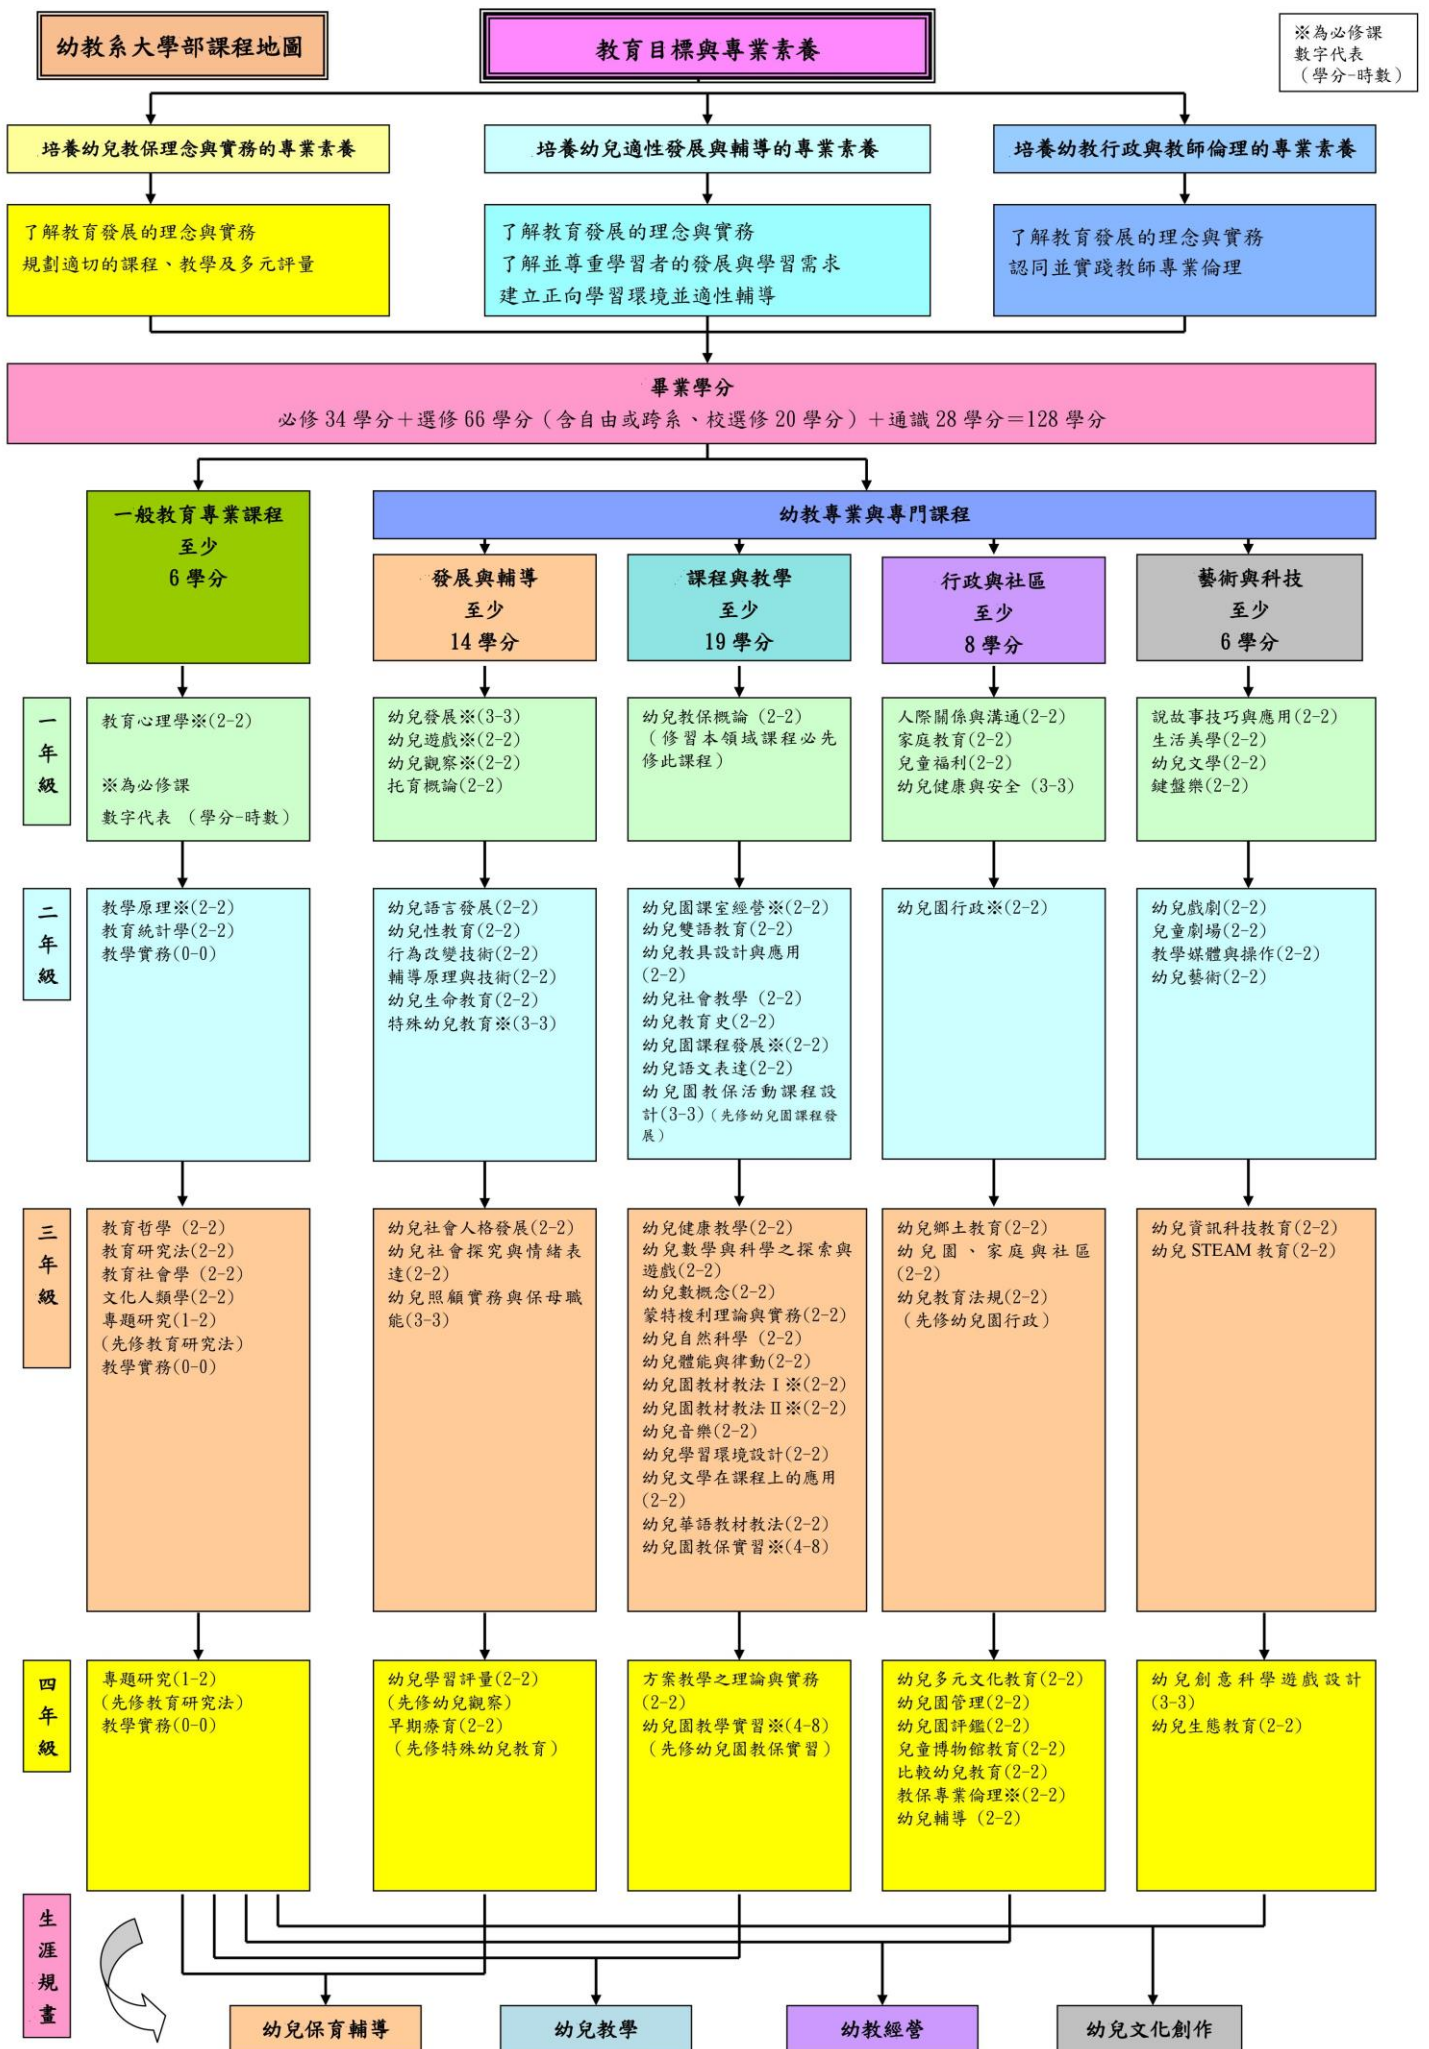 幼教系大學部課程地圖
教育目標與專業素養
※為必修課
數字代表
（學分-時數）
培養幼兒教保理念與實務的專業素養
培養幼兒適性發展與輔導的專業素養
培養幼教行政與教師倫理的專業素養
了解教育發展的理念與實務
規劃適切的課程、教學及多元評量
了解教育發展的理念與實務
了解並尊重學習者的發展與學習需求
建立正向學習環境並適性輔導
了解教育發展的理念與實務
認同並實踐教師專業倫理
畢業學分
必修 34 學分＋選修 66 學分（含自由或跨系、校選修 20 學分）＋通識 28 學分＝128 學分
一般教育專業課程
至少
6 學分
幼教專業與專門課程
發展與輔導
至少
14 學分
課程與教學
至少
19 學分
行政與社區
至少
8 學分
藝術與科技
至少
6 學分
一
年
級
教育心理學※(2-2)
※為必修課
數字代表 （學分-時數）
幼兒發展※(3-3)
幼兒遊戲※(2-2)
幼兒觀察※(2-2)
托育概論(2-2)
幼兒教保概論 (2-2)
（修習本領域課程必先
修此課程）
人際關係與溝通(2-2)
家庭教育(2-2)
兒童福利(2-2)
幼兒健康與安全 (3-3)
說故事技巧與應用(2-2)
生活美學(2-2)
幼兒文學(2-2)
鍵盤樂(2-2)
二
年
級
教學原理※(2-2)
教育統計學(2-2)
教學實務(0-0)
幼兒語言發展(2-2)
幼兒性教育(2-2)
行為改變技術(2-2)
輔導原理與技術(2-2)
幼兒生命教育(2-2)
特殊幼兒教育※(3-3)
幼兒園課室經營※(2-2)
幼兒雙語教育(2-2)
幼兒教具設計與應用
(2-2)
幼兒社會教學 (2-2)
幼兒教育史(2-2)
幼兒園課程發展※(2-2)
幼兒語文表達(2-2)
幼兒園教保活動課程設
計(3-3)（先修幼兒園課程發
展）
幼兒園行政※(2-2)
幼兒戲劇(2-2)
兒童劇場(2-2)
教學媒體與操作(2-2)
幼兒藝術(2-2)
三
年
級
教育哲學 (2-2)
教育研究法(2-2)
教育社會學 (2-2)
文化人類學(2-2)
專題研究(1-2)
(先修教育研究法)
教學實務(0-0)
幼兒社會人格發展(2-2)
幼兒社會探究與情緒表
達(2-2)
幼兒照顧實務與保母職
能(3-3)
幼兒健康教學(2-2)
幼兒數學與科學之探索與
遊戲(2-2)
幼兒數概念(2-2)
蒙特梭利理論與實務(2-2)
幼兒自然科學 (2-2)
幼兒體能與律動(2-2)
幼兒園教材教法Ⅰ※(2-2)
幼兒園教材教法Ⅱ※(2-2)
幼兒音樂(2-2)
幼兒學習環境設計(2-2)
幼兒文學在課程上的應用
(2-2)
幼兒華語教材教法(2-2)
幼兒園教保實習※(4-8)
幼兒鄉土教育(2-2)
幼兒園、家庭與社區
(2-2)
幼兒教育法規(2-2)
（先修幼兒園行政）
幼兒資訊科技教育(2-2)
幼兒 STEAM 教育(2-2)
四
年
級
專題研究(1-2)
(先修教育研究法)
教學實務(0-0)
幼兒學習評量(2-2)
(先修幼兒觀察)
早期療育(2-2)
（先修特殊幼兒教育）
方案教學之理論與實務
(2-2)
幼兒園教學實習※(4-8)
(先修幼兒園教保實習）
幼兒多元文化教育(2-2)
幼兒園管理(2-2)
幼兒園評鑑(2-2)
兒童博物館教育(2-2)
比較幼兒教育(2-2)
教保專業倫理※(2-2)
幼兒輔導 (2-2)
幼兒創意科學遊戲設計
(3-3)
幼兒生態教育(2-2)
生
涯
規
畫
幼兒保育輔導
幼兒教學
幼教經營
幼兒文化創作